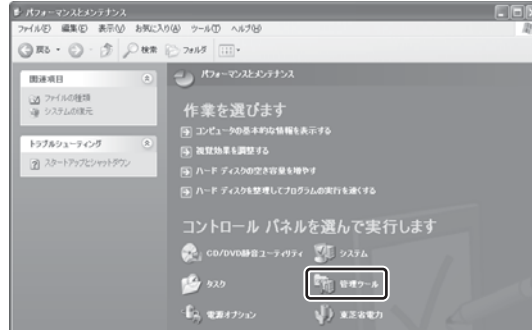 パフォーマンスとメンテナンス
ファイル(F) 編集(E) 表示(V) お気に入り(A) ツール(T) ヘルプ(H)
戻る 検索 フォルダ
関連項目
ファイルの種類
システムの復元
トラブルシューティング
スタートアップとシャットダウン
パフォーマンスとメンテナンス
作業を選びます
コンピュータの基本的な情報を表示する
視覚効果を調整する
ハード ディスクの空き容量を増やす
ハード ディスクを整理してプログラムの実行を速くする
コントロール パネルを選んで実行します
CD/DVD静音ユーティリティ システム
タスク 管理ツール
電源オプション 東芝省電力